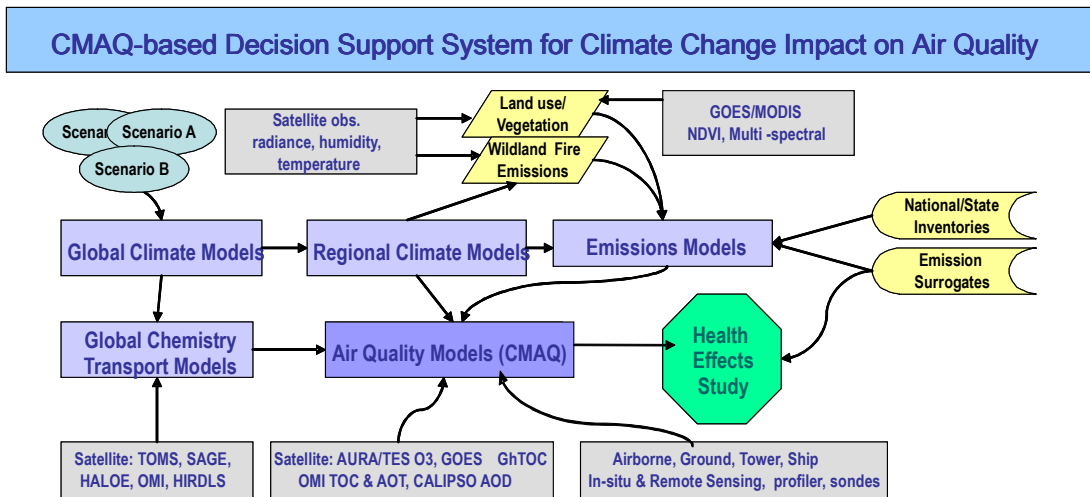 CMAQ-based Decision Support System for Climate Change Impact on Air Quality
Scenario A
Scenario B
Satellite obs.
radiance, humidity,
temperature
Land use/
Vegetation
Wildland Fire
Emissions
GOES/MODIS
NDVI, Multi -spectral
Global Climate Models
Regional Climate Models
Emissions Models
National/State
Inventories
Emission
Surrogates
Global Chemistry
Transport Models
Air Quality Models (CMAQ)
Health
Effects
Study
Satellite: TOMS, SAGE,
HALOE, OMI, HIRDLS
Satellite: AURA/TES O3, GOES GhTOC
OMI TOC & AOT, CALIPSO AOD
Airborne, Ground, Tower, Ship
In-situ & Remote Sensing, profiler, sondes